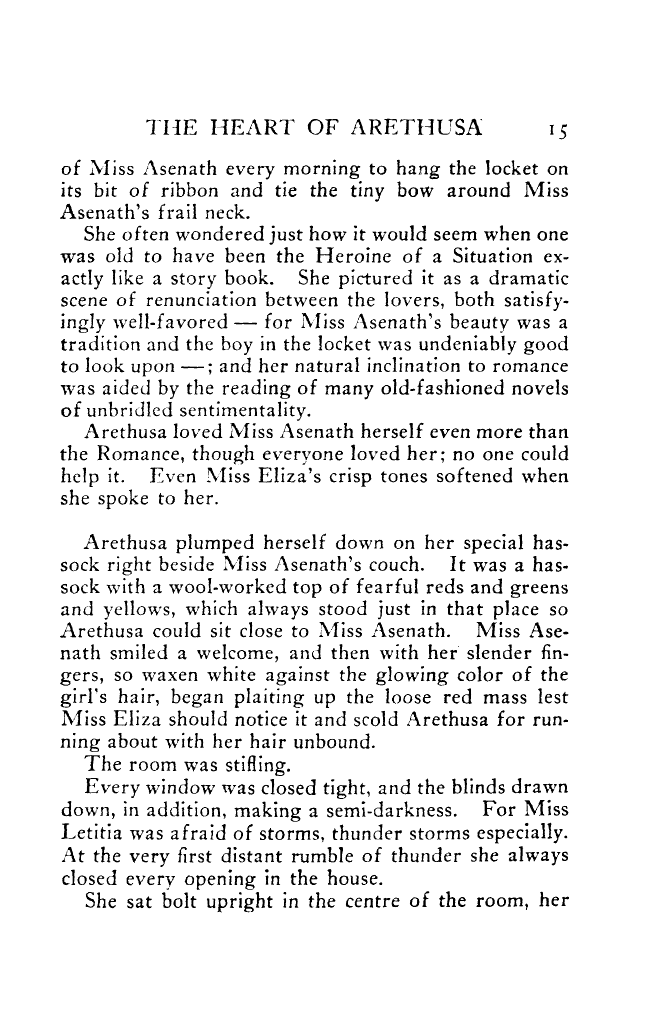 THE HEART OF ARETHUSA 15
of Miss Asenath every morning to hang the locket on
its bit of ribbon and tie the tiny bow around Miss
Asenath's frail neck.
She often wondered just how it would seem when one
was old to have been the Heroine of a Situation ex-
actly like a story book. She pictured it as a dramatic
scene of renunciation between the lovers, both satisfy-
ingly well-favored — for Miss Asenath's beauty was a
tradition and the boy in the locket was undeniably good
to look upon — ; and her natural inclination to romance
was aided by the reading of many old-fashioned novels
of unbridled sentimentality.
Arethusa loved Miss Asenath herself even more than
the Romance, though everyone loved her; no one could
help it. Even Miss Eliza's crisp tones softened when
she spoke to her.
Arethusa plumped herself down on her special has-
sock right beside Miss Asenath's couch. It was a has-
sock with a wool-worked top of fearful reds and greens
and yellows, which always stood just in that place so
Arethusa could sit close to Miss Asenath. Miss Ase-
nath smiled a welcome, and then with her slender fin-
gers, so waxen white against the glowing color of the
girl's hair, began plaiting up the loose red mass lest
Miss Eliza should notice it and scold Arethusa for run-
ning about with her hair unbound.
The room was stifling.
Every window was closed tight, and the blinds drawn
down, in addition, making a semi-darkness. For Miss
Letitia was afraid of storms, thunder storms especially.
At the very first distant rumble of thunder she always
closed every opening in the house.
She sat bolt upright in the centre of the room, her